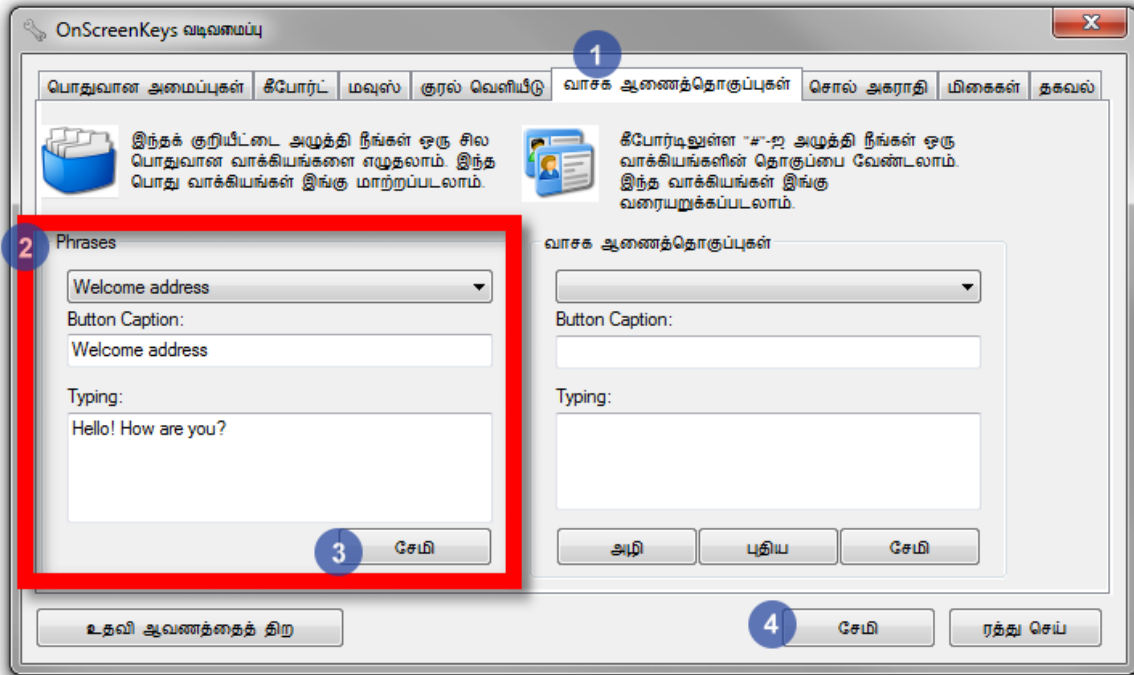 OnScreenKeys வடிவமைப்பு
1
பொதுவான அமைப்புகள் கீபோர்ட் மவுஸ் குரல் வெளியீடு வாசக ஆணைத்தொகுப்புகள் சொல் அகராதி மிகைகள் தகவல்
இந்தக் குறியீட்டை அழுத்தி நீங்கள் ஒரு சில
பொதுவான வாக்கியங்களை எழுதலாம். இந்த
பொது வாக்கியங்கள் இங்கு மாற்றப்படலாம்.
கீபோர்டிலுள்ள "#"-ஐ அழுத்தி நீங்கள் ஒரு
வாக்கியங்களின் தொகுப்பை வேண்டலாம்.
இந்த வாக்கியங்கள் இங்கு
வரையறுக்கப்படலாம்.
2
Phrases
Welcome address
Button Caption:
Welcome address
Typing:
Hello! How are you?
3
சேமி
வாசக ஆணைத்தொகுப்புகள்
Button Caption:
Typing:
அழி புதிய சேமி
உதவி ஆவணத்தைத் திற
4
சேமி ரத்து செய்